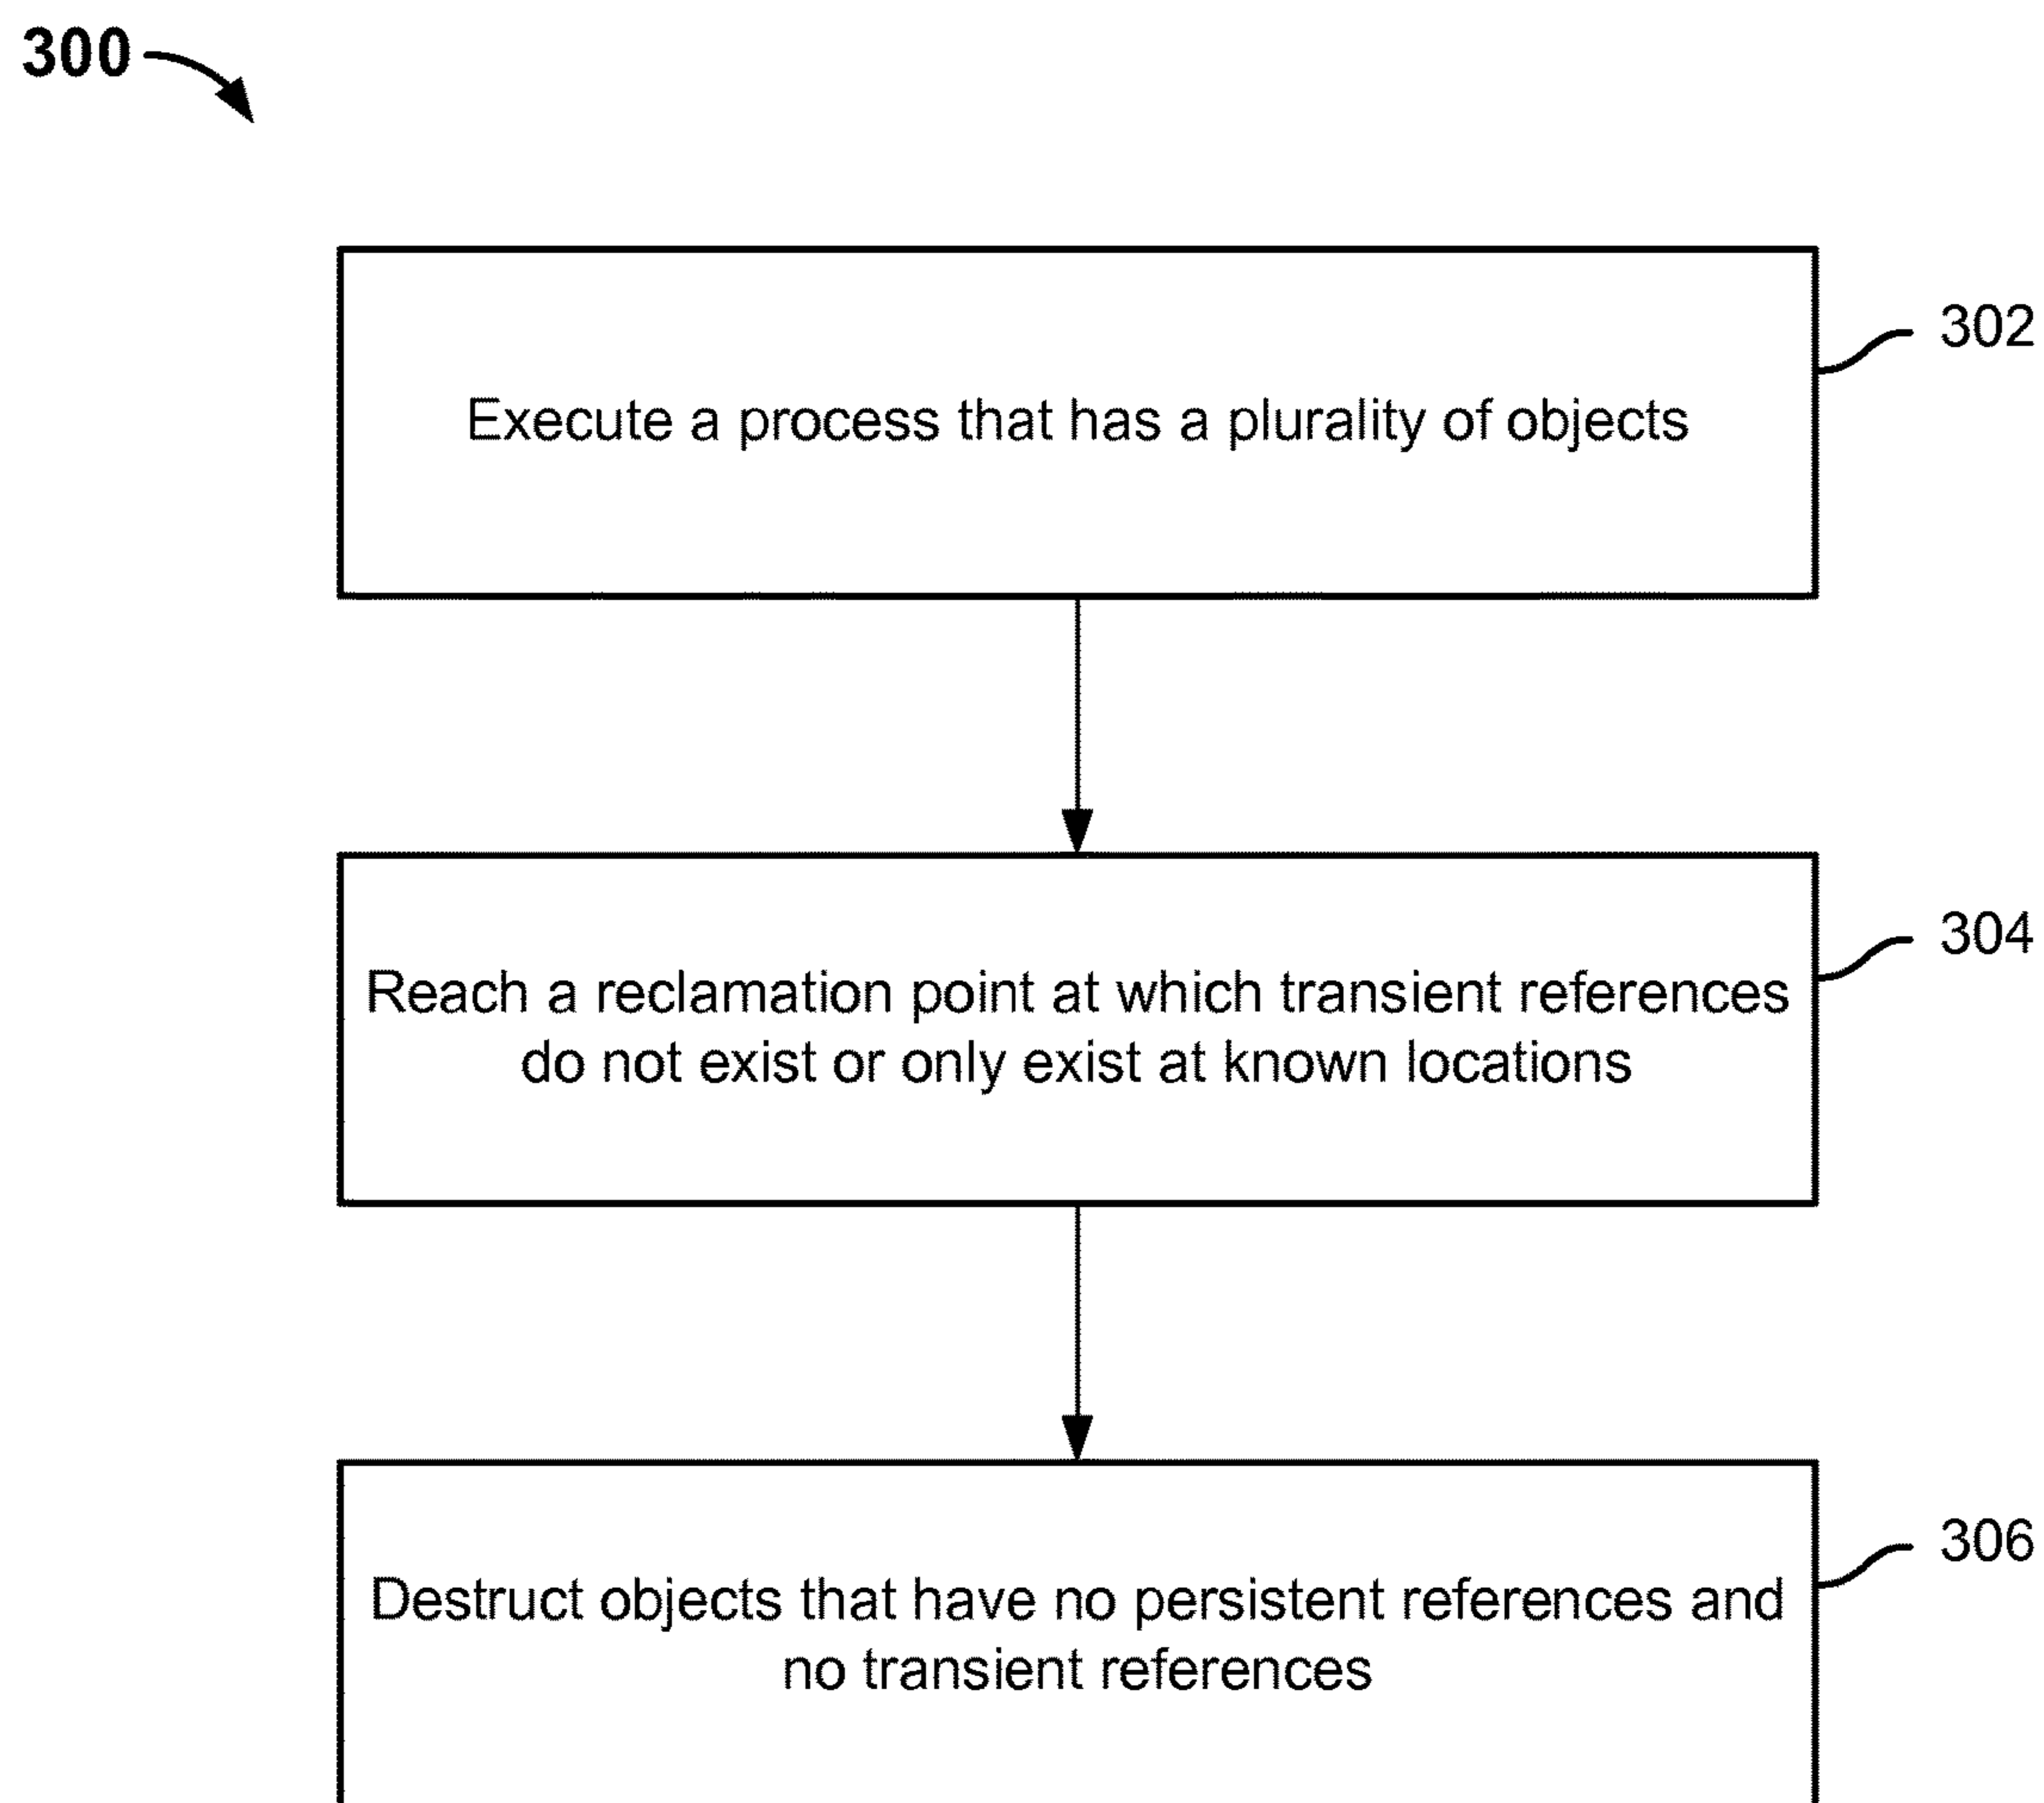 300
Execute a process that has a plurality of objects
302
Reach a reclamation point at which transient references
do not exist or only exist at known locations
304
Destruct objects that have no persistent references and
no transient references
306